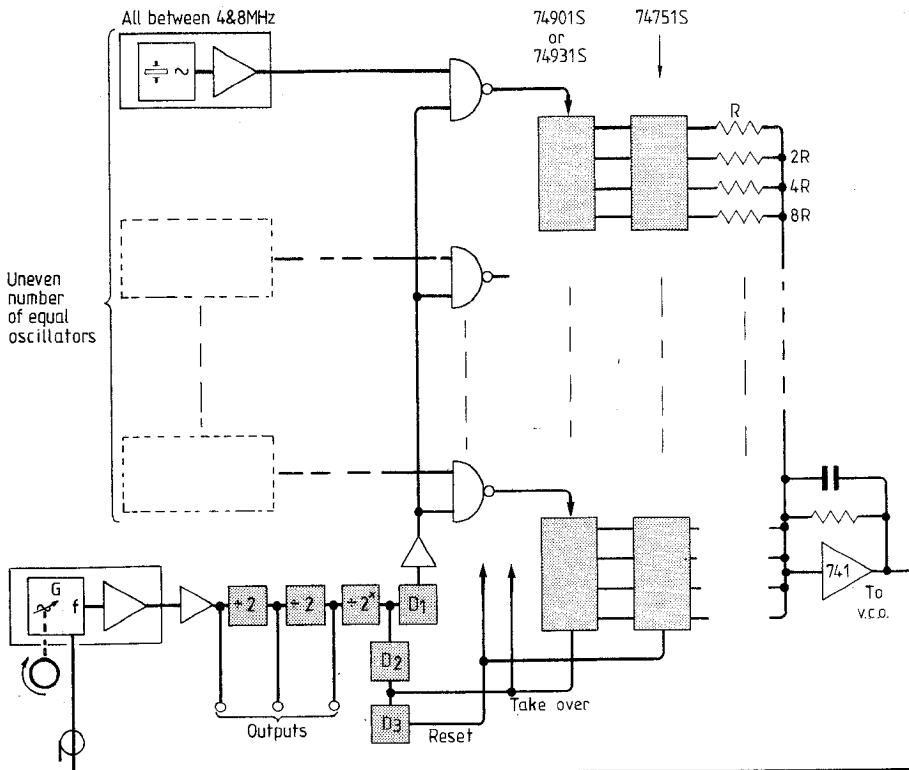 All between 4&8MHz
74901S
or
74931S
74751S
R
2R
4R
8R
Uneven
number
of equal
oscillators
G
f
÷2
÷2
÷2ˣ
D1
D2
D3
Outputs
Reset
Take over
741
To
v.c.o.